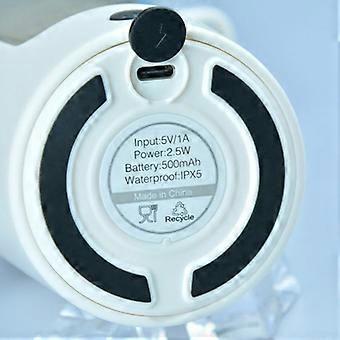 Input:5V/1A
Power:2.5W
Battery:500mAh
Waterproof:IPX5
Made in China
Recycle